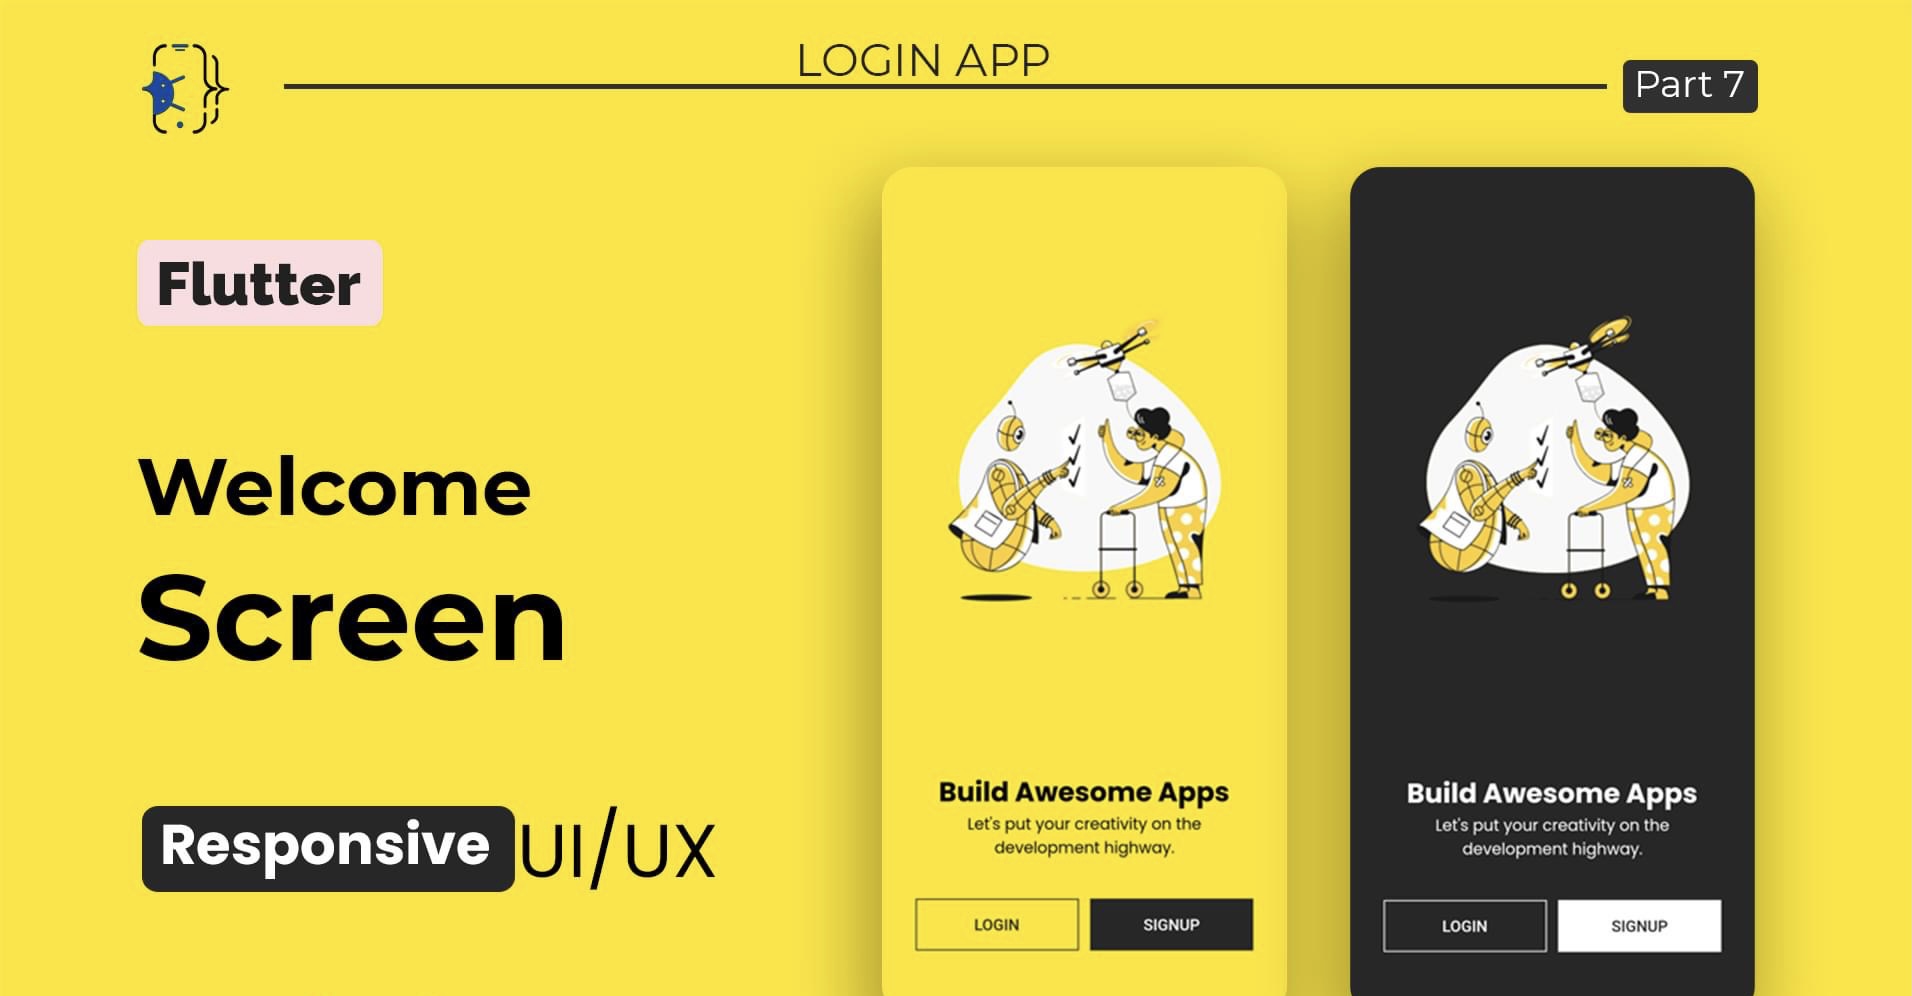 LOGIN APP
Part 7
Flutter
Welcome
Screen
Responsive UI/UX
Build Awesome Apps
Let's put your creativity on the
development highway.
LOGIN
SIGNUP
Build Awesome Apps
Let's put your creativity on the
development highway.
LOGIN
SIGNUP